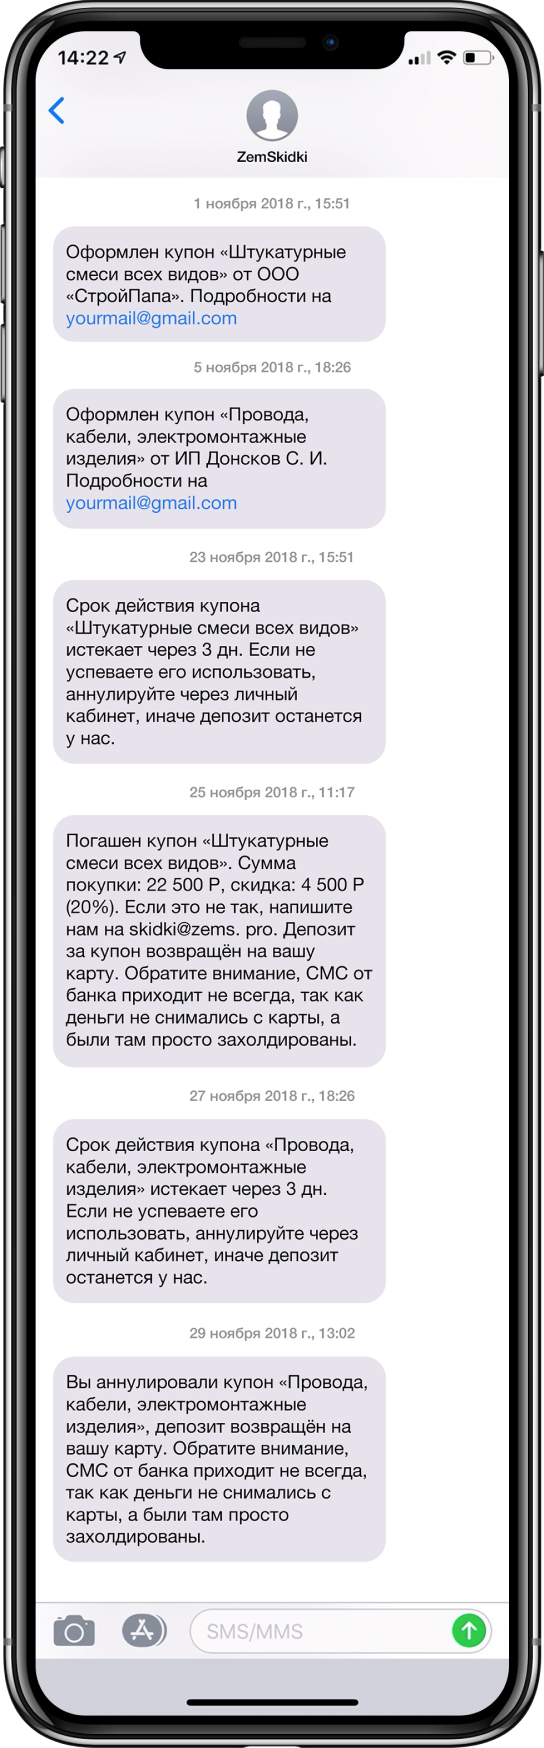 14:22
ZemSkidki
1 ноября 2018 г., 15:51
Оформлен купон «Штукатурные
смеси всех видов» от ООО
«СтройПапа». Подробности на
yourmail@gmail.com
5 ноября 2018 г., 18:26
Оформлен купон «Провода,
кабели, электромонтажные
изделия» от ИП Донсков С. И.
Подробности на
yourmail@gmail.com
23 ноября 2018 г., 15:51
Срок действия купона
«Штукатурные смеси всех видов»
истекает через 3 дн. Если не
успеваете его использовать,
аннулируйте через личный
кабинет, иначе депозит останется
у нас.
25 ноября 2018 г., 11:17
Погашен купон «Штукатурные
смеси всех видов». Сумма
покупки: 22 500 Р, скидка: 4 500 Р
(20%). Если это не так, напишите
нам на skidki@zems. pro. Депозит
за купон возвращён на вашу
карту. Обратите внимание, СМС от
банка приходит не всегда, так как
деньги не снимались с карты, а
были там просто захолдированы.
27 ноября 2018 г., 18:26
Срок действия купона «Провода,
кабели, электромонтажные
изделия» истекает через 3 дн.
Если не успеваете его
использовать, аннулируйте через
личный кабинет, иначе депозит
останется у нас.
29 ноября 2018 г., 13:02
Вы аннулировали купон «Провода,
кабели, электромонтажные
изделия», депозит возвращён на
вашу карту. Обратите внимание,
СМС от банка приходит не всегда,
так как деньги не снимались с
карты, а были там просто
захолдированы.
SMS/MMS